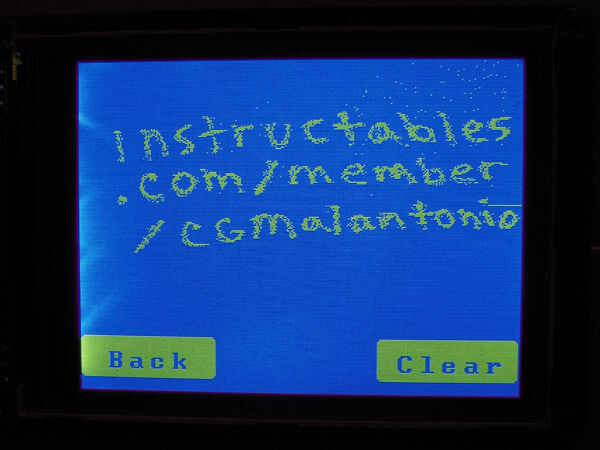 instructables
.com/member
/cGmalantonio
Back
Clear